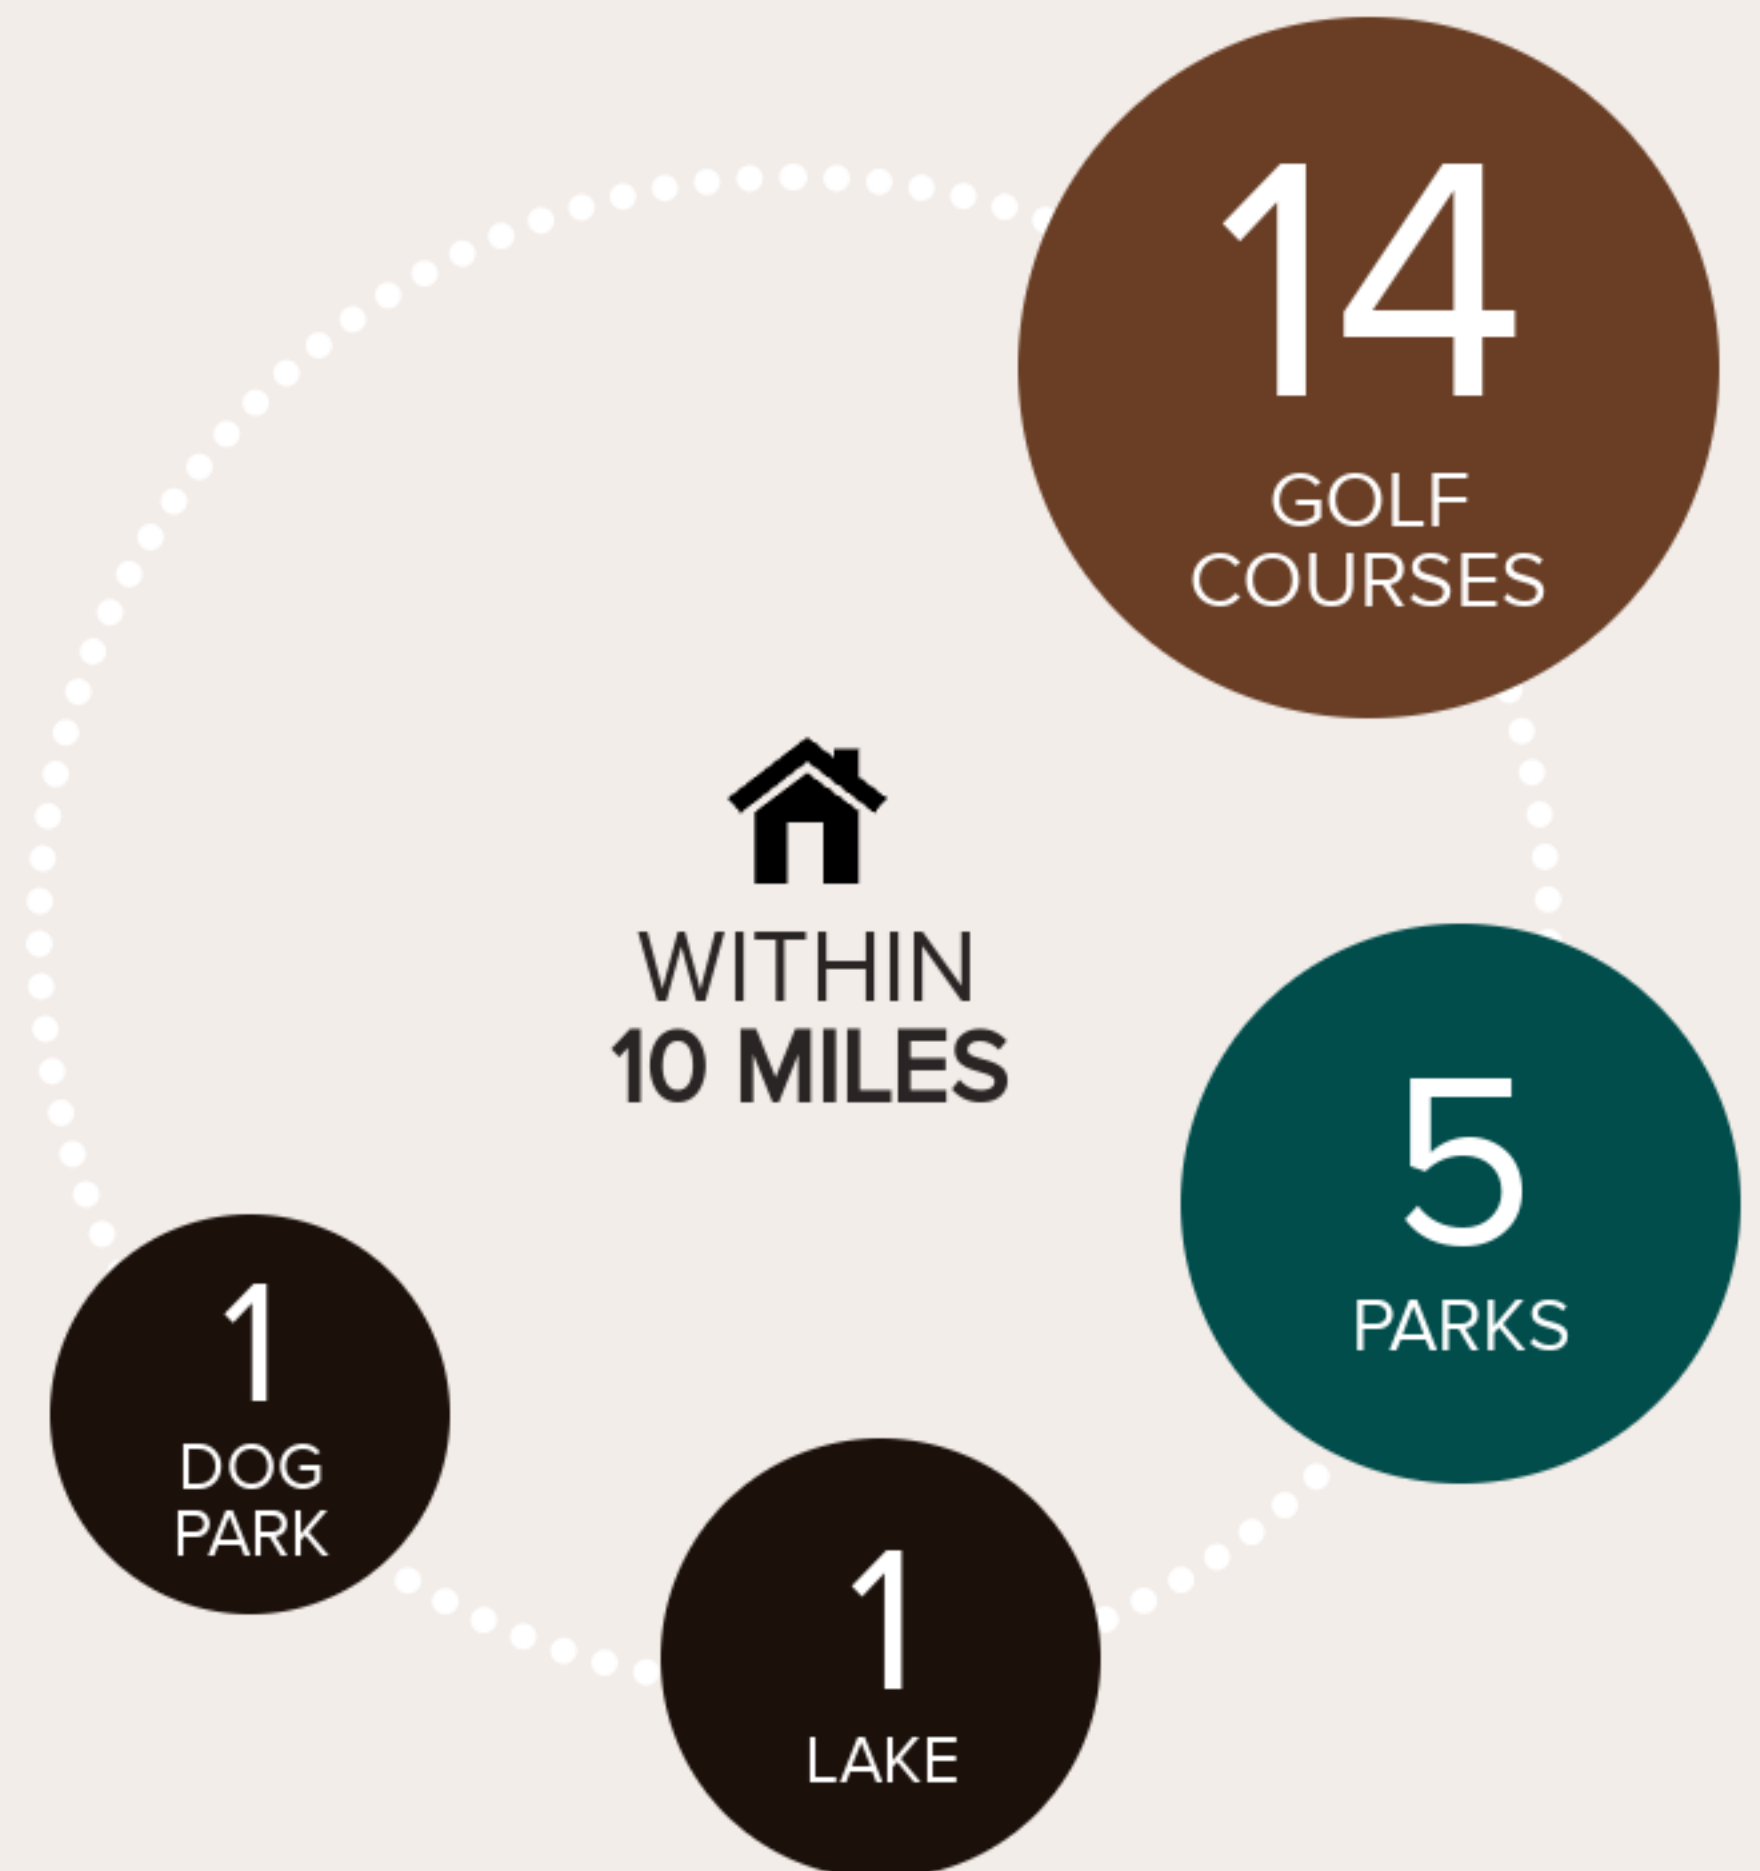 14
GOLF
COURSES
WITHIN
10 MILES
5
PARKS
1
DOG
PARK
1
LAKE